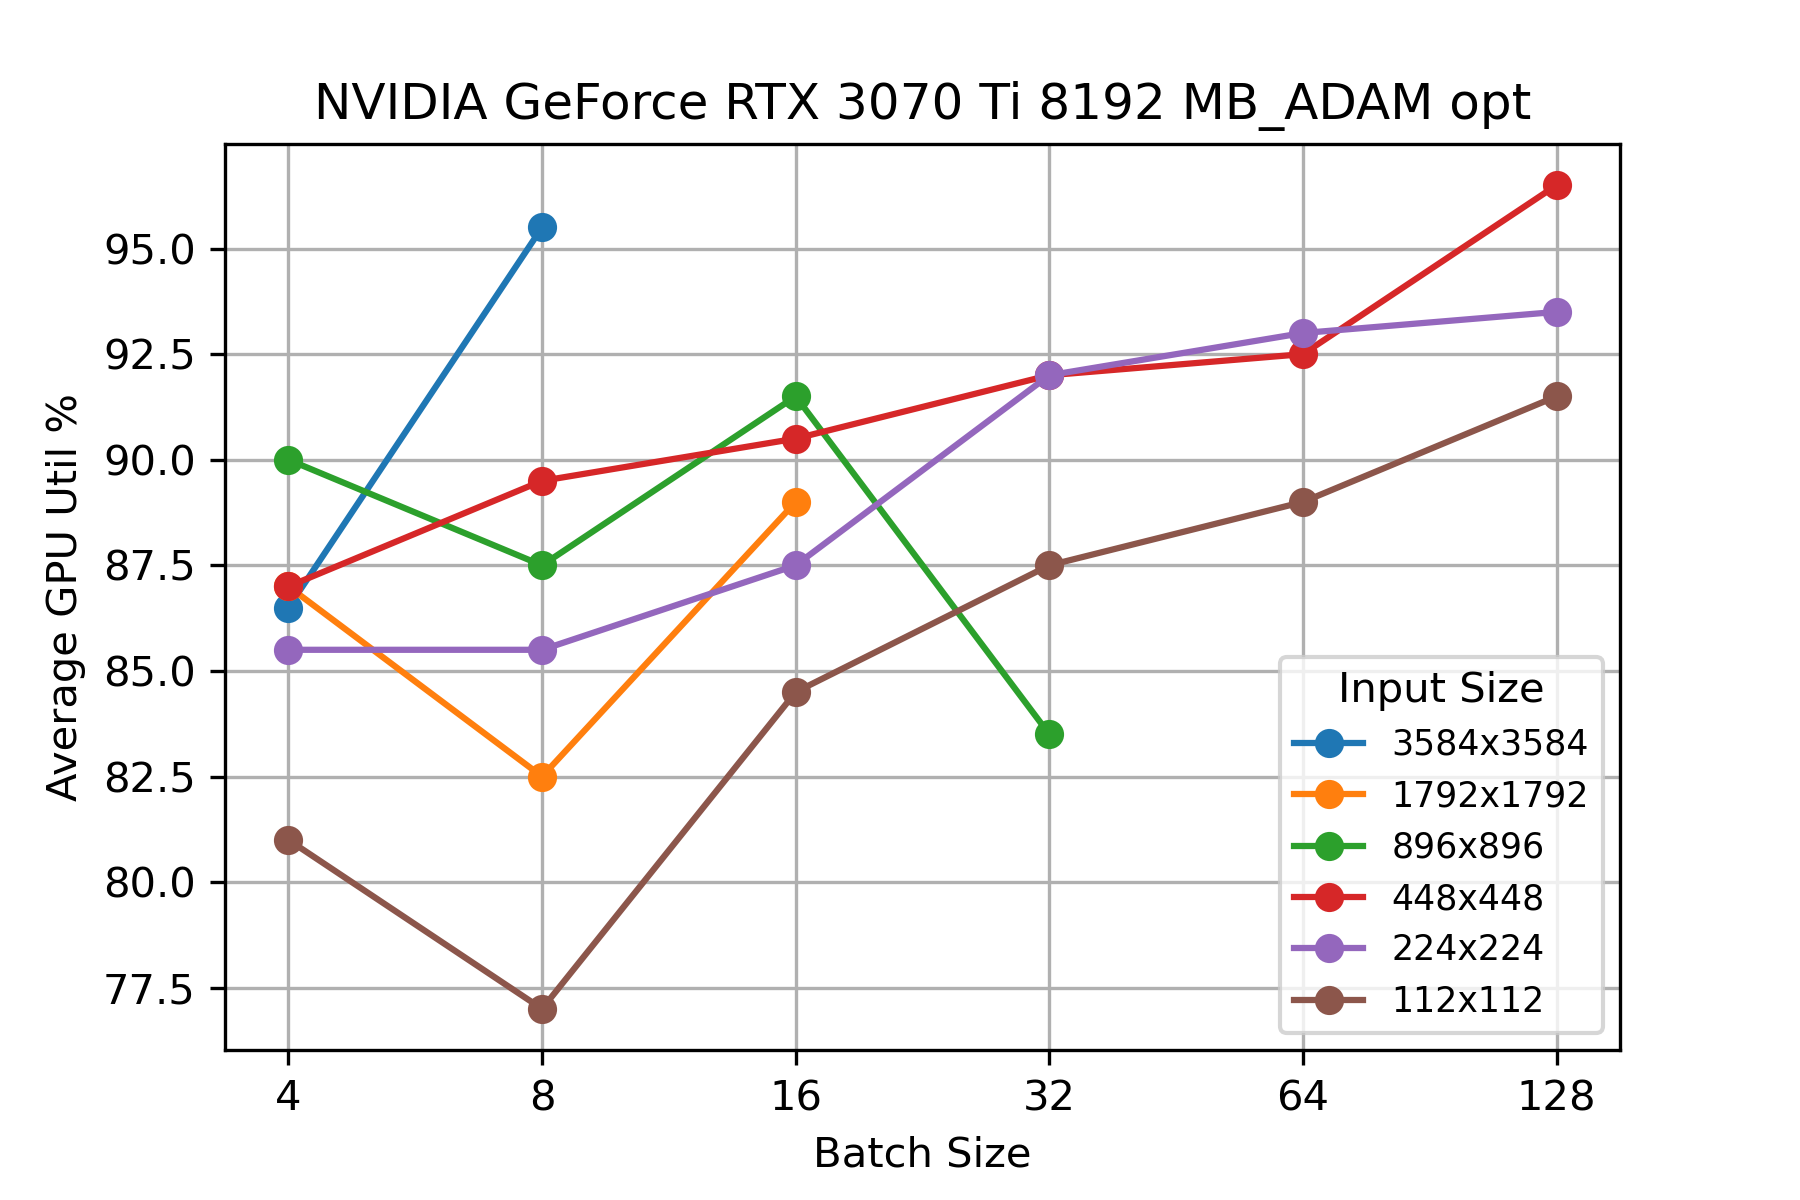 NVIDIA GeForce RTX 3070 Ti 8192 MB_ADAM opt
Average GPU Util %
95.0
92.5
90.0
87.5
85.0
82.5
80.0
77.5
Input Size
3584x3584
1792x1792
896x896
448x448
224x224
112x112
4 8 16 32 64 128
Batch Size